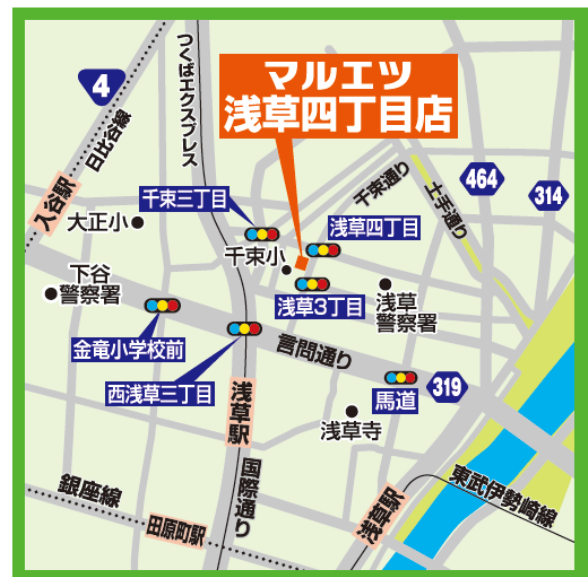 つくばエクスプレス
マルエツ
浅草四丁目店
4
日比谷線
入谷駅
大正小
千束三丁目
千束小
千束通り
土手通り
464
314
浅草四丁目
下谷
警察署
浅草3丁目
浅草
警察署
金竜小学校前
西浅草三丁目
言問通り
馬道
319
浅草駅
浅草寺
国際通り
銀座線
田原町駅
浅草駅
東武伊勢崎線